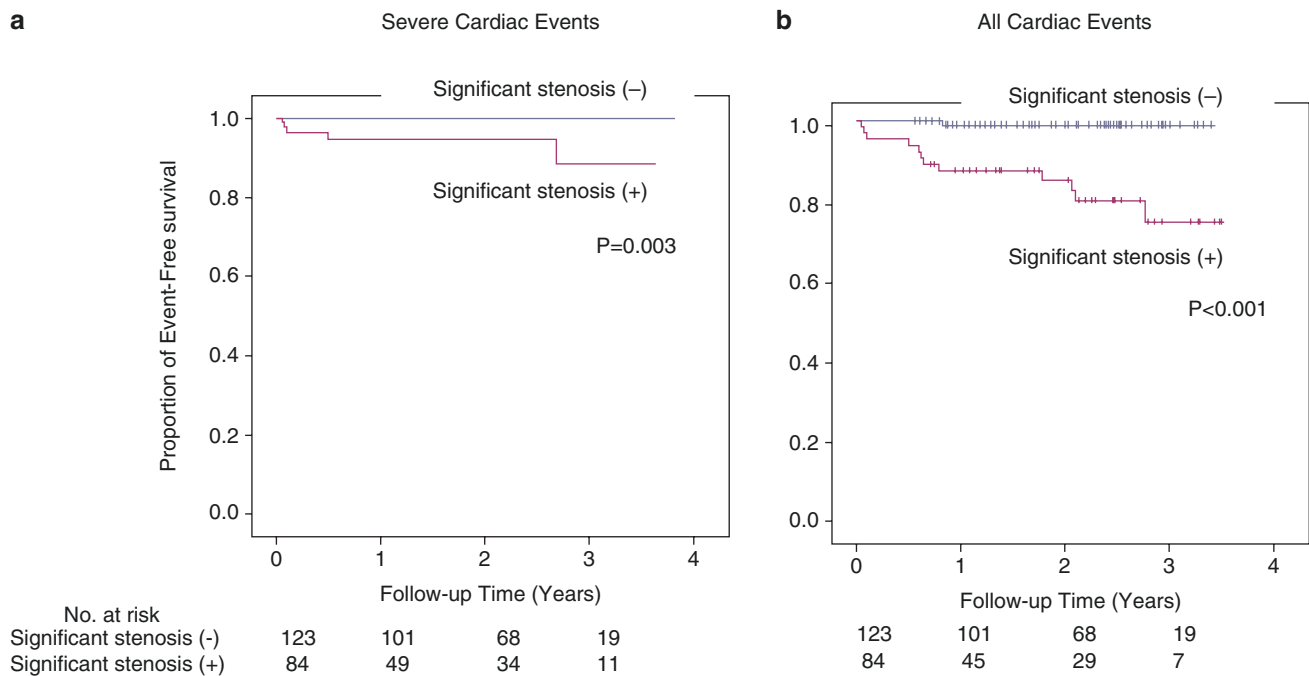 a
Severe Cardiac Events
Significant stenosis (–)
Significant stenosis (+)
P=0.003
Proportion of Event-Free survival
1.0
0.8
0.6
0.4
0.2
0.0
0 1 2 3 4
Follow-up Time (Years)
No. at risk
Significant stenosis (-) 123 101 68 19
Significant stenosis (+) 84 49 34 11
b
All Cardiac Events
Significant stenosis (–)
Significant stenosis (+)
P<0.001
1.0
0.8
0.6
0.4
0.2
0.0
0 1 2 3 4
Follow-up Time (Years)
123 101 68 19
84 45 29 7